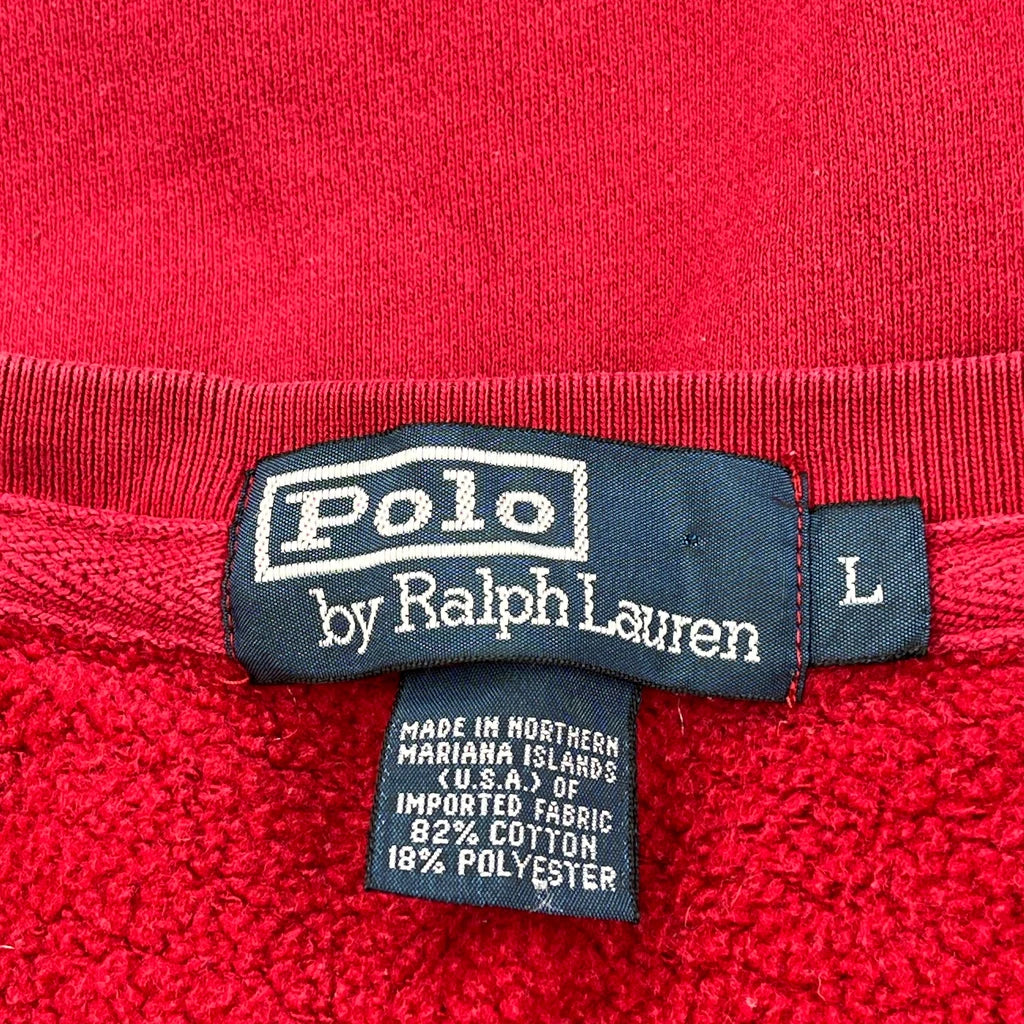 Polo
by Ralph Lauren
L
MADE IN NORTHERN
MARIANA ISLANDS
(U.S.A.) OF
IMPORTED FABRIC
82% COTTON
18% POLYESTER